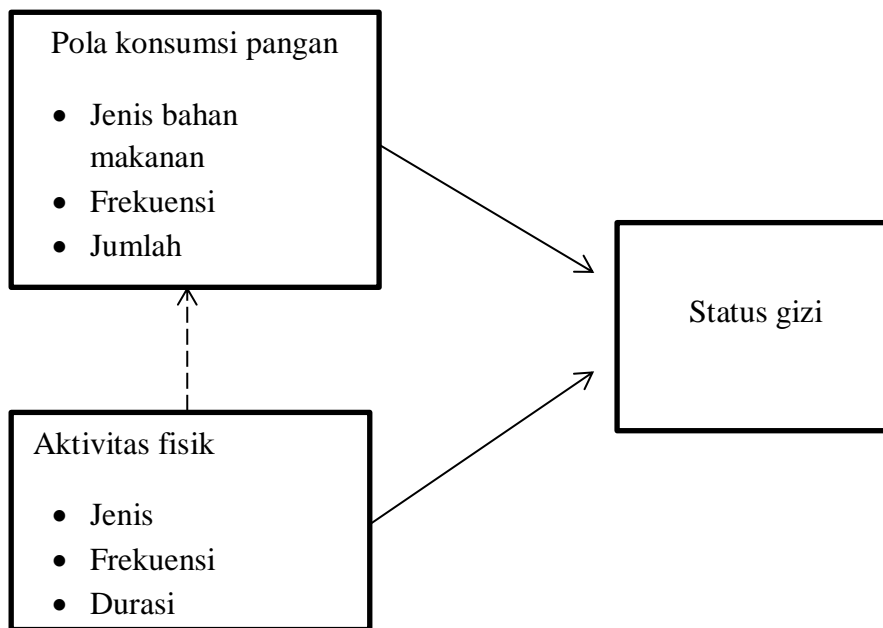 Pola konsumsi pangan
• Jenis bahan
makanan
• Frekuensi
• Jumlah
Status gizi
Aktivitas fisik
• Jenis
• Frekuensi
• Durasi